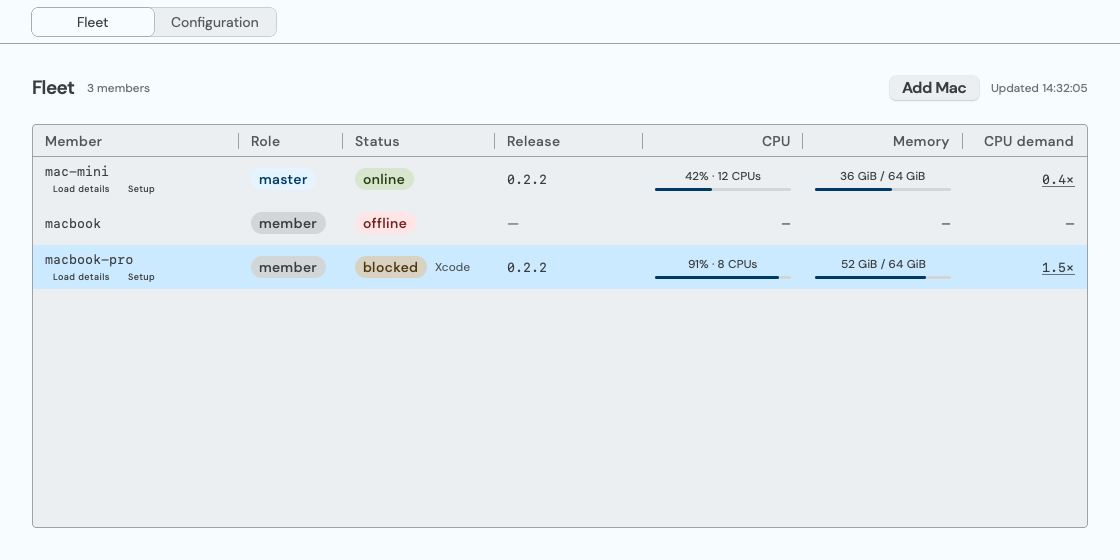 Fleet Configuration
Fleet 3 members Add Mac Updated 14:32:05
Member Role Status Release CPU Memory CPU demand
mac-mini master online 0.2.2 42% · 12 CPUs 36 GiB / 64 GiB 0.4×
Load details Setup
macbook member offline — — — —
macbook-pro member blocked Xcode 0.2.2 91% · 8 CPUs 52 GiB / 64 GiB 1.5×
Load details Setup